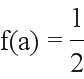 f(a) = 1/2